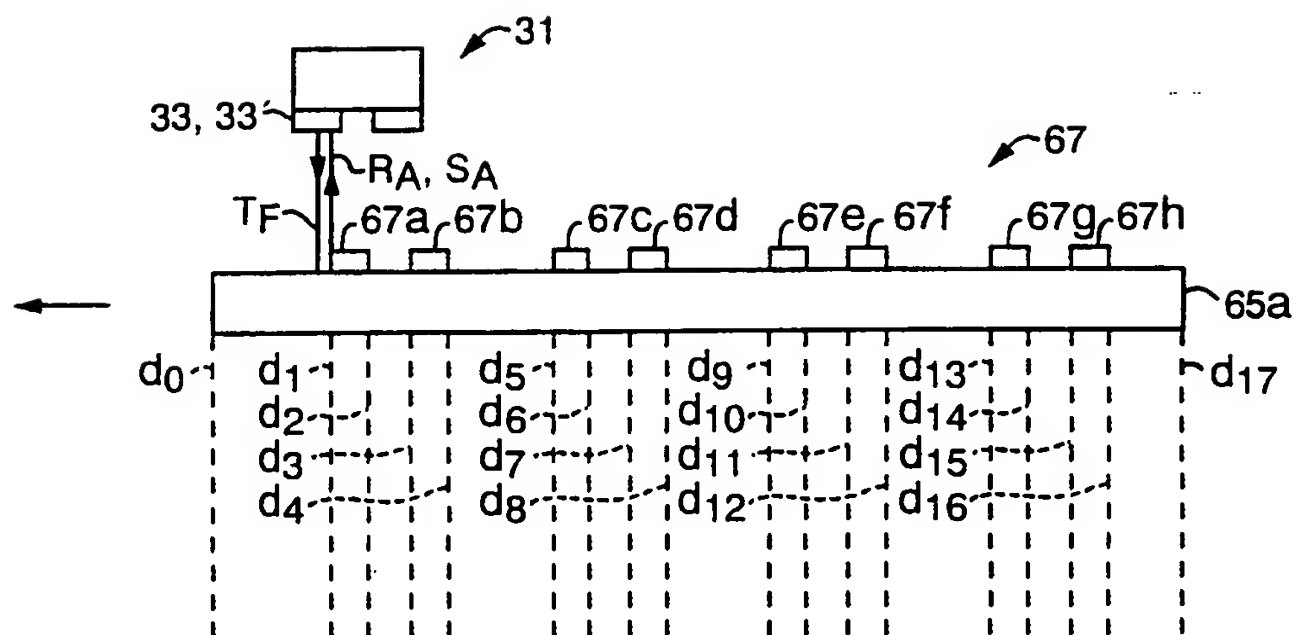 31
33, 33′
67
RA, SA
TF
67a 67b 67c 67d 67e 67f 67g 67h
65a
d0 d1 d5 d9 d13 d17
d2 d6 d10 d14
d3 d7 d11 d15
d4 d8 d12 d16